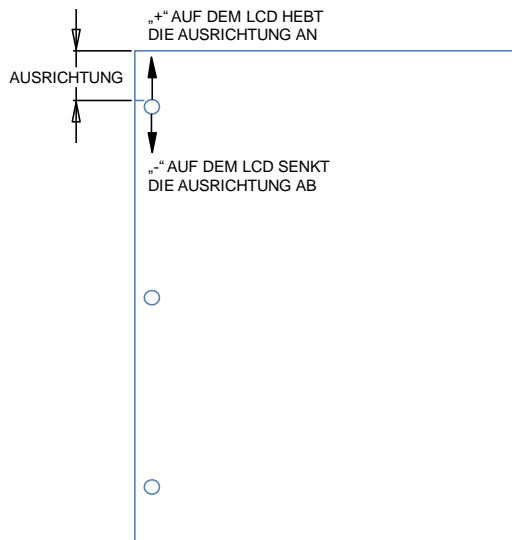 „+“ AUF DEM LCD HEBT
DIE AUSRICHTUNG AN
AUSRICHTUNG
„-“ AUF DEM LCD SENKT
DIE AUSRICHTUNG AB